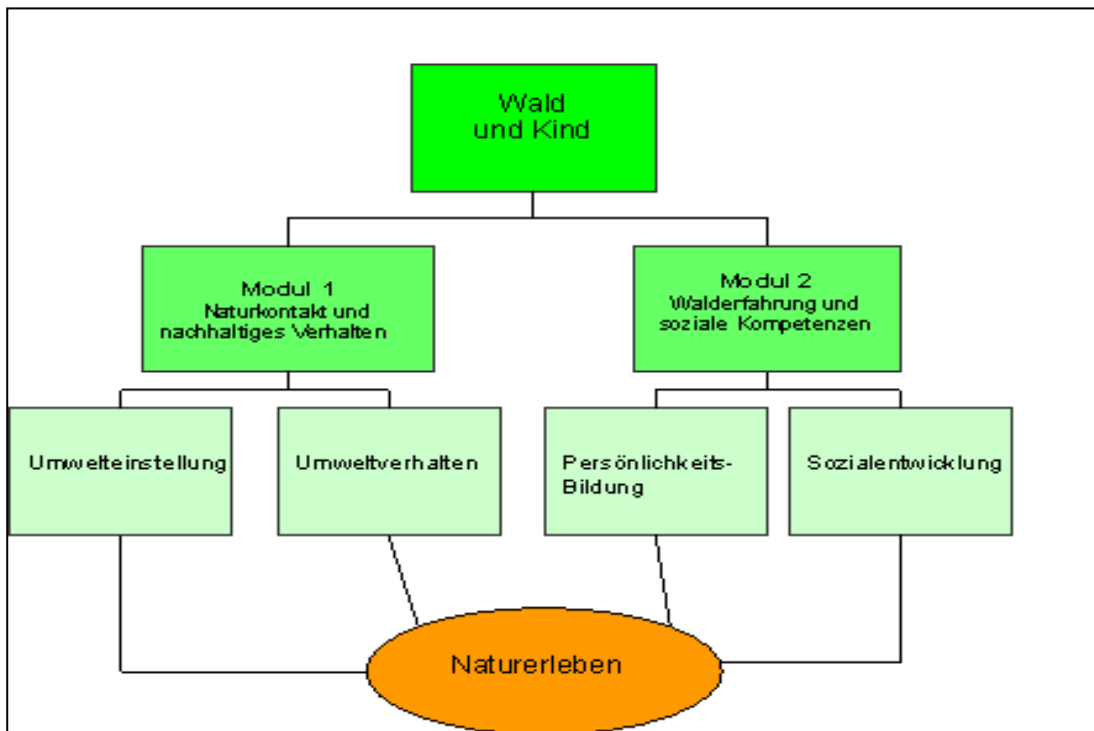 Wald
und Kind
Modul 1
Naturkontakt und
nachhaltiges Verhalten
Modul 2
Walderfahrung und
soziale Kompetenzen
Umwelteinstellung
Umweltverhalten
Persönlichkeits-
Bildung
Sozialentwicklung
Naturerleben